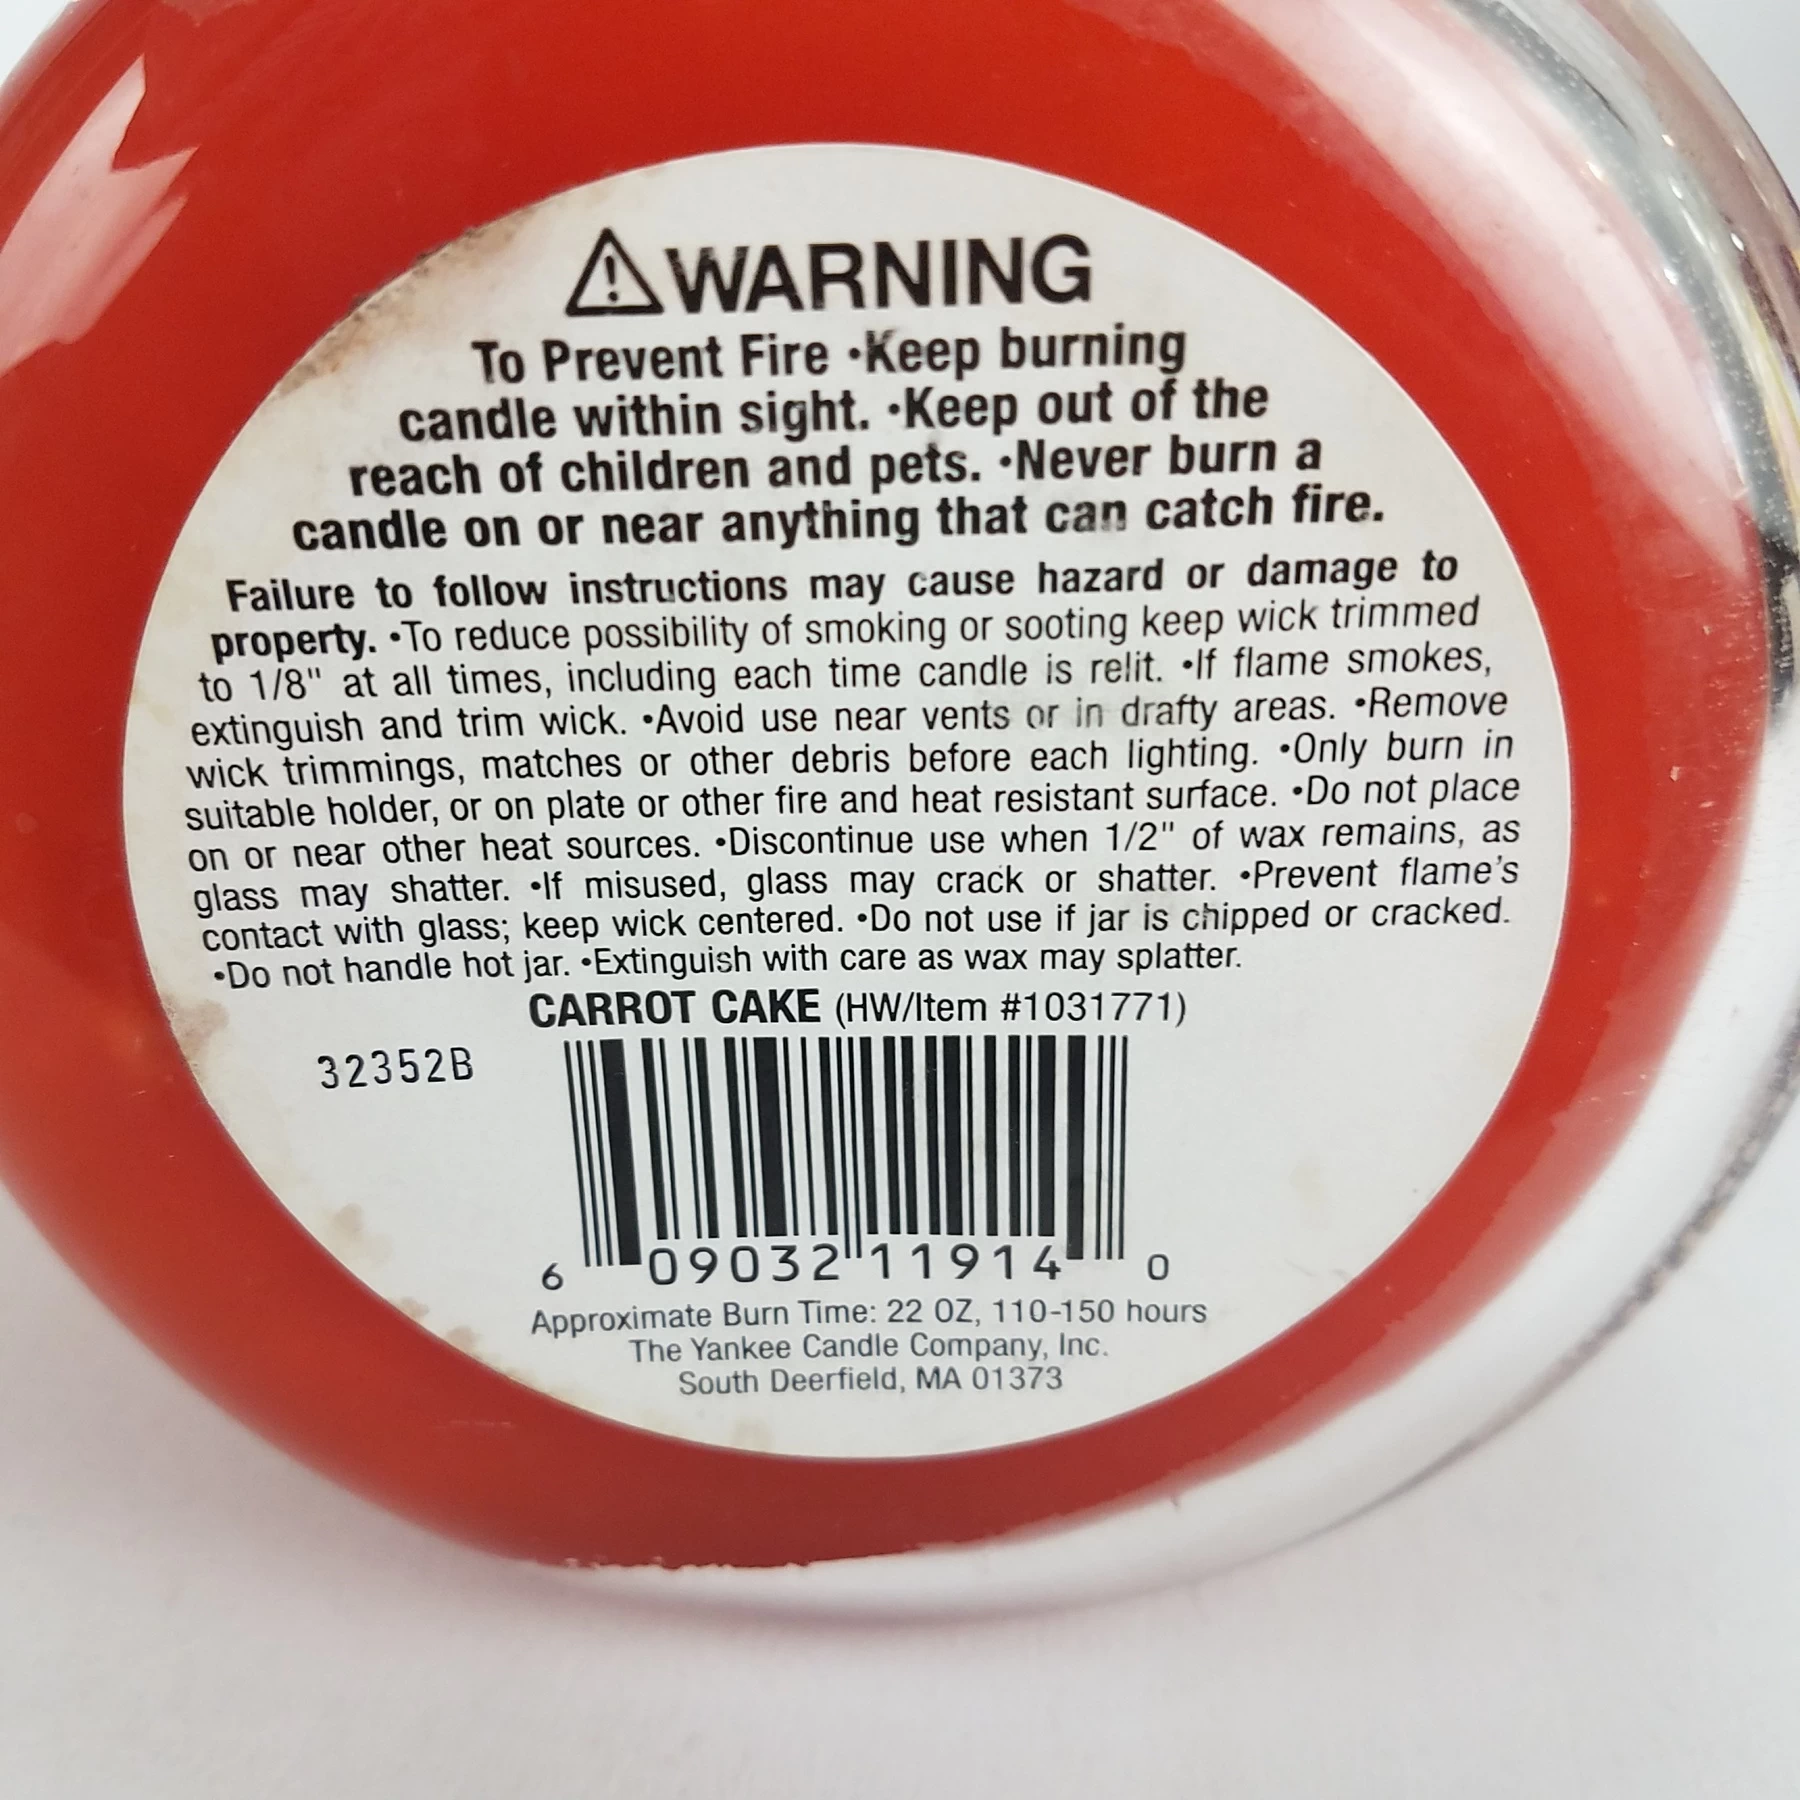 ⚠WARNING
To Prevent Fire •Keep burning
candle within sight. •Keep out of the
reach of children and pets. •Never burn a
candle on or near anything that can catch fire.
Failure to follow instructions may cause hazard or damage to
property. •To reduce possibility of smoking or sooting keep wick trimmed
to 1/8" at all times, including each time candle is relit. •If flame smokes,
extinguish and trim wick. •Avoid use near vents or in drafty areas. •Remove
wick trimmings, matches or other debris before each lighting. •Only burn in
suitable holder, or on plate or other fire and heat resistant surface. •Do not place
on or near other heat sources. •Discontinue use when 1/2" of wax remains, as
glass may shatter. •If misused, glass may crack or shatter. •Prevent flame's
contact with glass; keep wick centered. •Do not use if jar is chipped or cracked.
•Do not handle hot jar. •Extinguish with care as wax may splatter.
CARROT CAKE (HW/Item #1031771)
32352B
6 09032 11914 0
Approximate Burn Time: 22 OZ, 110-150 hours
The Yankee Candle Company, Inc.
South Deerfield, MA 01373